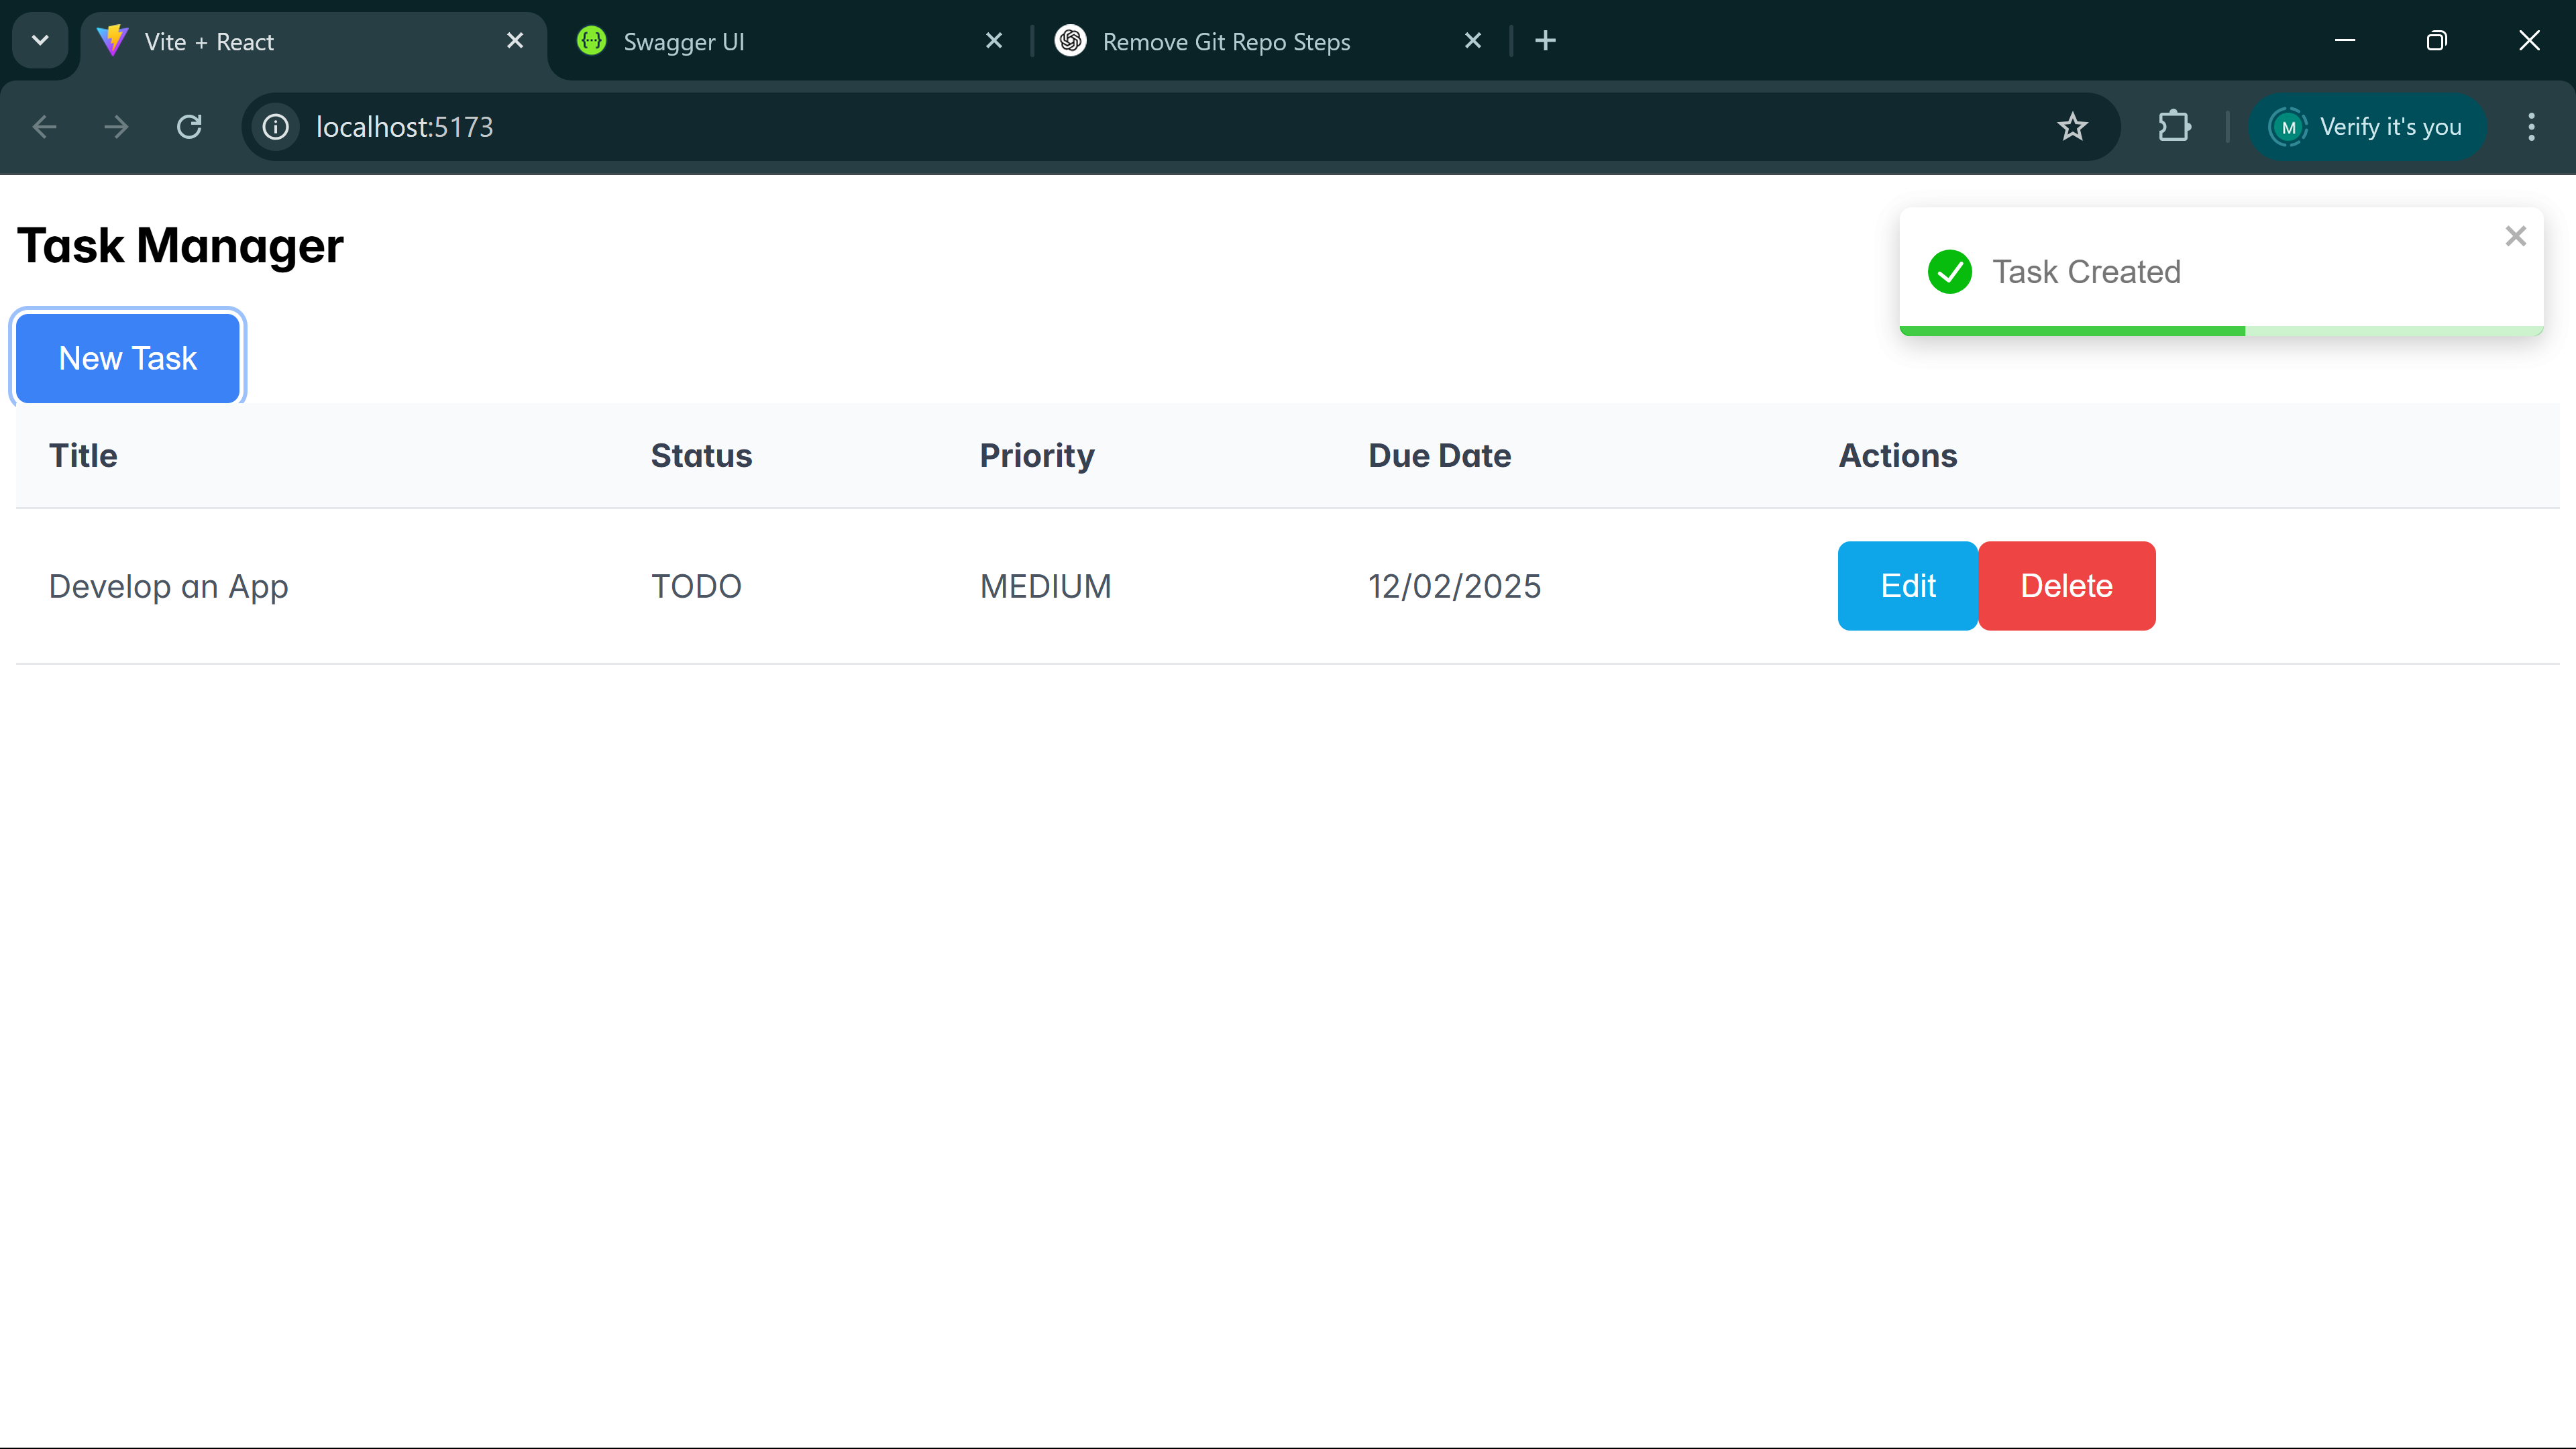 Vite + React
Swagger UI
Remove Git Repo Steps
localhost:5173
M
Verify it's you
Task Manager
Task Created
New Task
Title Status Priority Due Date Actions
Develop an App TODO MEDIUM 12/02/2025 Edit Delete